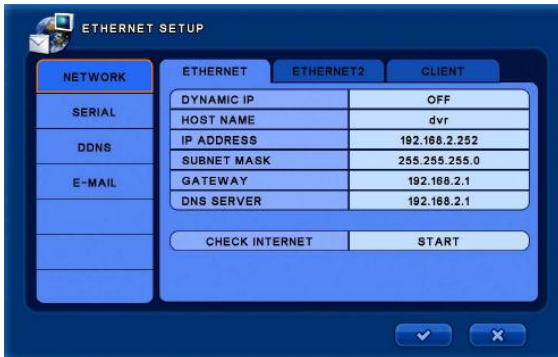 ETHERNET SETUP
NETWORK
SERIAL
DDNS
E-MAIL
ETHERNET ETHERNET2 CLIENT
DYNAMIC IP OFF
HOST NAME dvr
IP ADDRESS 192.168.2.252
SUBNET MASK 255.255.255.0
GATEWAY 192.168.2.1
DNS SERVER 192.168.2.1
CHECK INTERNET START